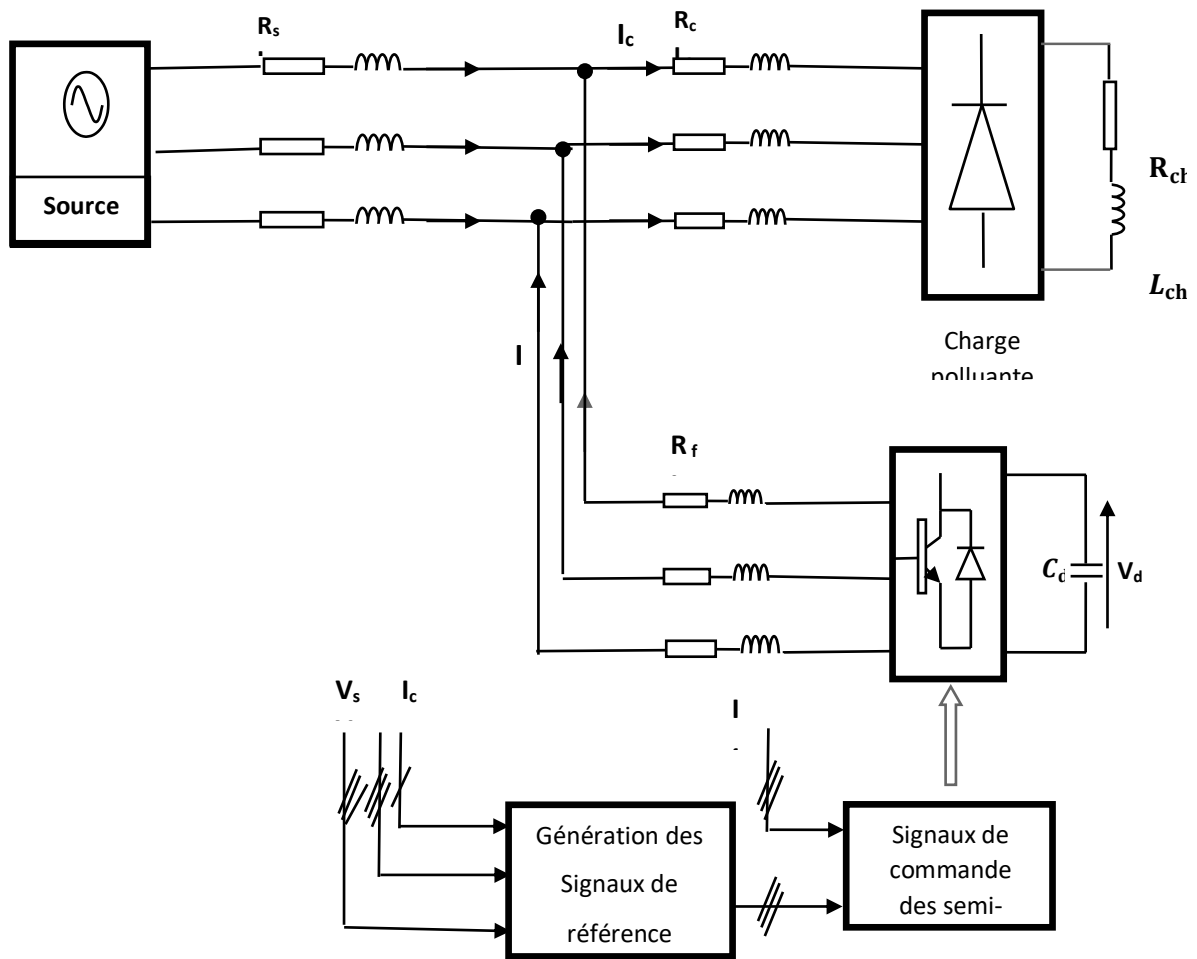 Rs
Ic
Rc
Source
Rch
Lch
Charge
polluante
I
Rf
Cd
Vd
Vs
Ic
I
Génération des
Signaux de
référence
Signaux de
commande
des semi-